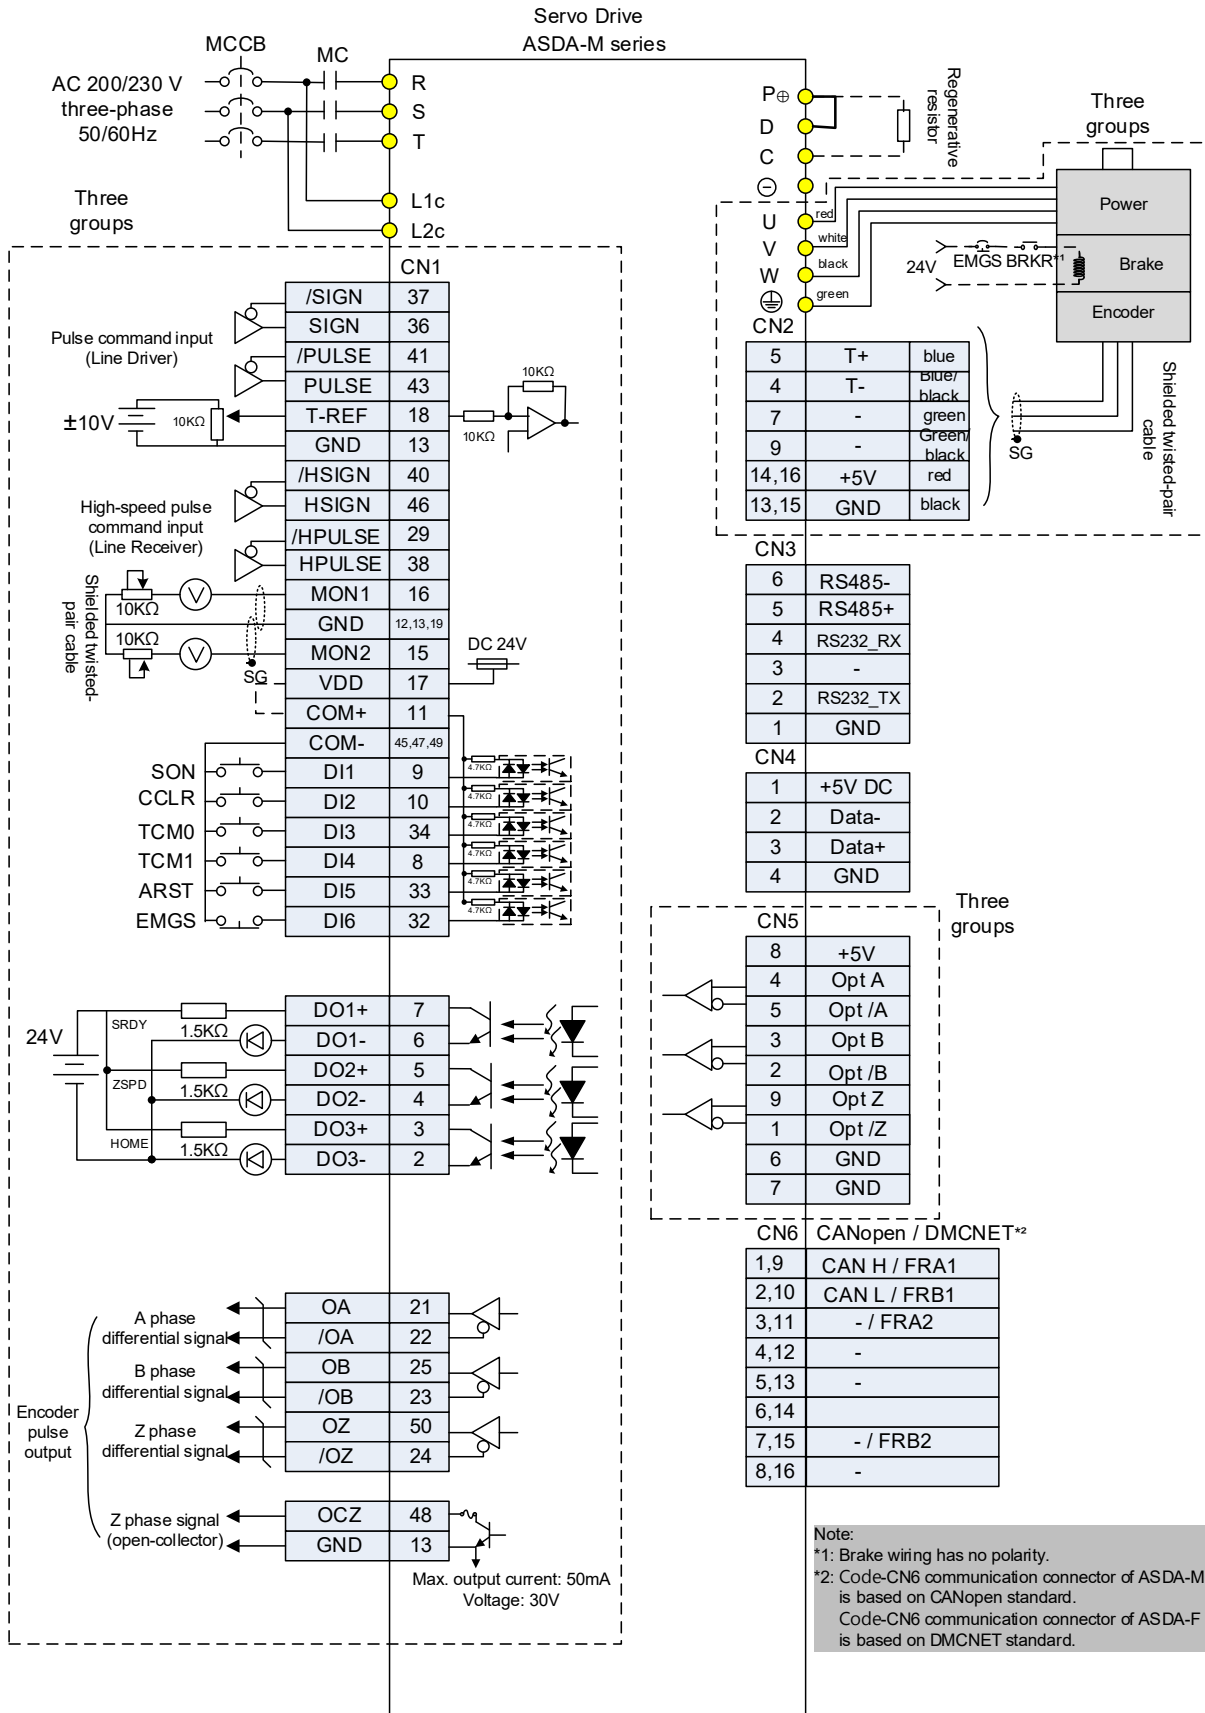 Servo Drive
ASDA-M series
MCCB
MC
AC 200/230 V
three-phase
50/60Hz
R
S
T
L1c
L2c
Three
groups
P⊕
D
C
⊖
Regenerative
resistor
Three
groups
U
red
V
white
W
black
green
24V
EMGS BRKR*¹
Power
Brake
Encoder
CN1
/SIGN 37
SIGN 36
/PULSE 41
PULSE 43
T-REF 18
GND 13
/HSIGN 40
HSIGN 46
/HPULSE 29
HPULSE 38
MON1 16
GND 12,13,19
MON2 15
VDD 17
COM+ 11
COM- 45,47,49
DI1 9
DI2 10
DI3 34
DI4 8
DI5 33
DI6 32
Pulse command input
(Line Driver)
±10V
10KΩ
10KΩ
10KΩ
High-speed pulse
command input
(Line Receiver)
Shielded twisted-
pair cable
10KΩ
10KΩ
SG
DC 24V
SON
CCLR
TCM0
TCM1
ARST
EMGS
4.7KΩ
4.7KΩ
4.7KΩ
4.7KΩ
4.7KΩ
4.7KΩ
24V
SRDY
1.5KΩ
ZSPD
1.5KΩ
HOME
1.5KΩ
DO1+ 7
DO1- 6
DO2+ 5
DO2- 4
DO3+ 3
DO3- 2
Encoder
pulse
output
A phase
differential signal
B phase
differential signal
Z phase
differential signal
Z phase signal
(open-collector)
OA 21
/OA 22
OB 25
/OB 23
OZ 50
/OZ 24
OCZ 48
GND 13
Max. output current: 50mA
Voltage: 30V
CN2
5 T+ blue
4 T- Blue/
black
7 - green
9 - Green/
black
14,16 +5V red
13,15 GND black
SG
Shielded twisted-pair
cable
CN3
6 RS485-
5 RS485+
4 RS232_RX
3 -
2 RS232_TX
1 GND
CN4
1 +5V DC
2 Data-
3 Data+
4 GND
Three
groups
CN5
8 +5V
4 Opt A
5 Opt /A
3 Opt B
2 Opt /B
9 Opt Z
1 Opt /Z
6 GND
7 GND
CN6 CANopen / DMCNET*²
1,9 CAN H / FRA1
2,10 CAN L / FRB1
3,11 - / FRA2
4,12 -
5,13 -
6,14
7,15 - / FRB2
8,16 -
Note:
*1: Brake wiring has no polarity.
*2: Code-CN6 communication connector of ASDA-M
is based on CANopen standard.
Code-CN6 communication connector of ASDA-F
is based on DMCNET standard.